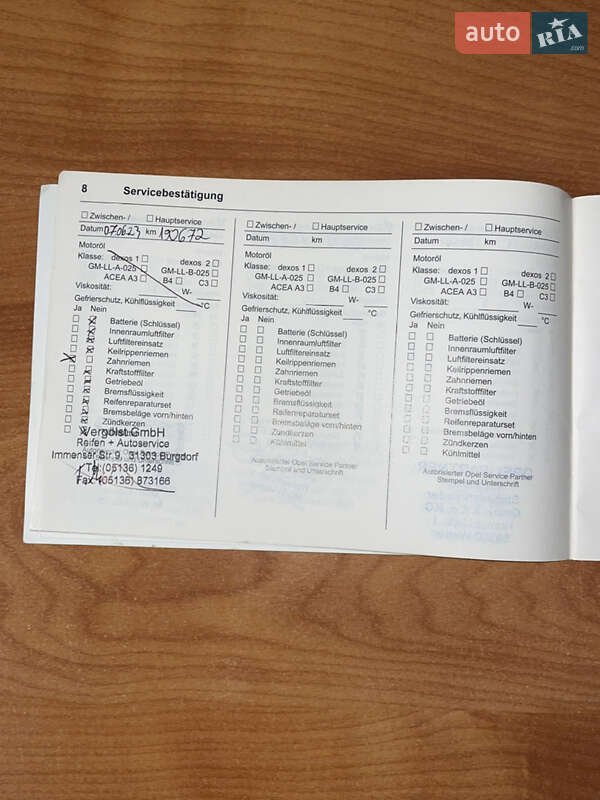 auto RIA .com
8 Servicebestätigung
Zwischen- / Hauptservice
Datum 070623 km 190672
Motoröl
Klasse: dexos 1 dexos 2
GM-LL-A-025 GM-LL-B-025
ACEA A3 B4 C3
Viskosität: W-
Gefrierschutz, Kühlflüssigkeit °C
Ja Nein
Batterie (Schlüssel)
Innenraumluftfilter
Luftfiltereinsatz
Keilrippenriemen
Zahnriemen
Kraftstofffilter
Getriebeöl
Bremsflüssigkeit
Reifenreparaturset
Bremsbeläge vorn/hinten
Zündkerzen
Vergölst GmbH
Reifen + Autoservice
Immenser Str.9, 31303 Burgdorf
Tel.(05136) 1249
Fax (05136) 873166
Zwischen- / Hauptservice
Datum km
Motoröl
Klasse: dexos 1 dexos 2
GM-LL-A-025 GM-LL-B-025
ACEA A3 B4 C3
Viskosität: W-
Gefrierschutz, Kühlflüssigkeit °C
Ja Nein
Batterie (Schlüssel)
Innenraumluftfilter
Luftfiltereinsatz
Keilrippenriemen
Zahnriemen
Kraftstofffilter
Getriebeöl
Bremsflüssigkeit
Reifenreparaturset
Bremsbeläge vorn/hinten
Zündkerzen
Kühlmittel
Autorisierter Opel Service Partner
Stempel und Unterschrift
Zwischen- / Hauptservice
Datum km
Motoröl
Klasse: dexos 1 dexos 2
GM-LL-A-025 GM-LL-B-025
ACEA A3 B4 C3
Viskosität: W-
Gefrierschutz, Kühlflüssigkeit °C
Ja Nein
Batterie (Schlüssel)
Innenraumluftfilter
Luftfiltereinsatz
Keilrippenriemen
Zahnriemen
Kraftstofffilter
Getriebeöl
Bremsflüssigkeit
Reifenreparaturset
Bremsbeläge vorn/hinten
Zündkerzen
Kühlmittel
Autorisierter Opel Service Partner
Stempel und Unterschrift